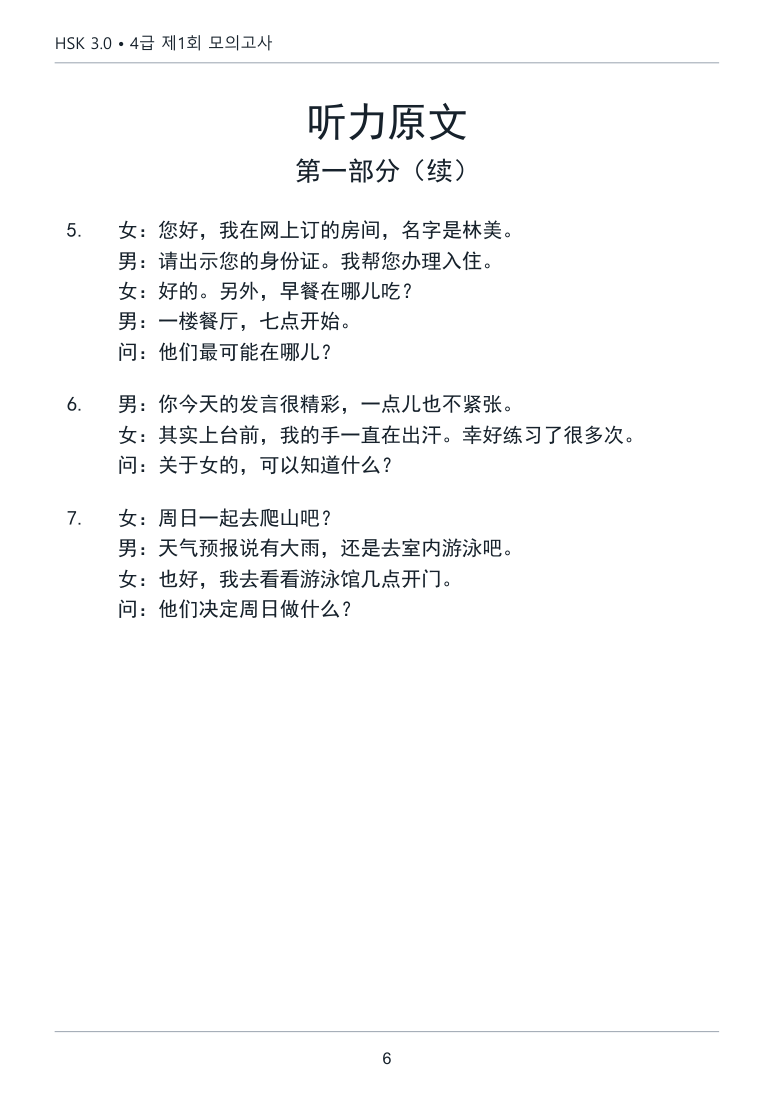 HSK 3.0 • 4급 제1회 모의고사
听力原文
第一部分（续）
5. 女：您好，我在网上订的房间，名字是林美。
男：请出示您的身份证。我帮您办理入住。
女：好的。另外，早餐在哪儿吃？
男：一楼餐厅，七点开始。
问：他们最可能在哪儿？
6. 男：你今天的发言很精彩，一点儿也不紧张。
女：其实上台前，我的手一直在出汗。幸好练习了很多次。
问：关于女的，可以知道什么？
7. 女：周日一起去爬山吧？
男：天气预报说有大雨，还是去室内游泳吧。
女：也好，我去看看游泳馆几点开门。
问：他们决定周日做什么？
6